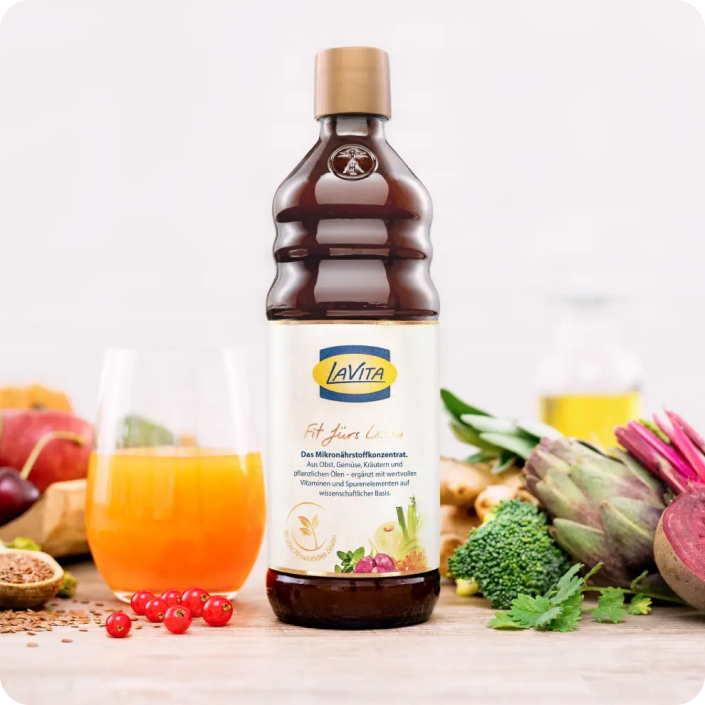 LAVITA
Fit fürs Leben
Das Mikronährstoffkonzentrat.
Aus Obst, Gemüse, Kräutern und
pflanzlichen Ölen – ergänzt mit wertvollen
Vitaminen und Spurenelementen auf
wissenschaftlicher Basis.